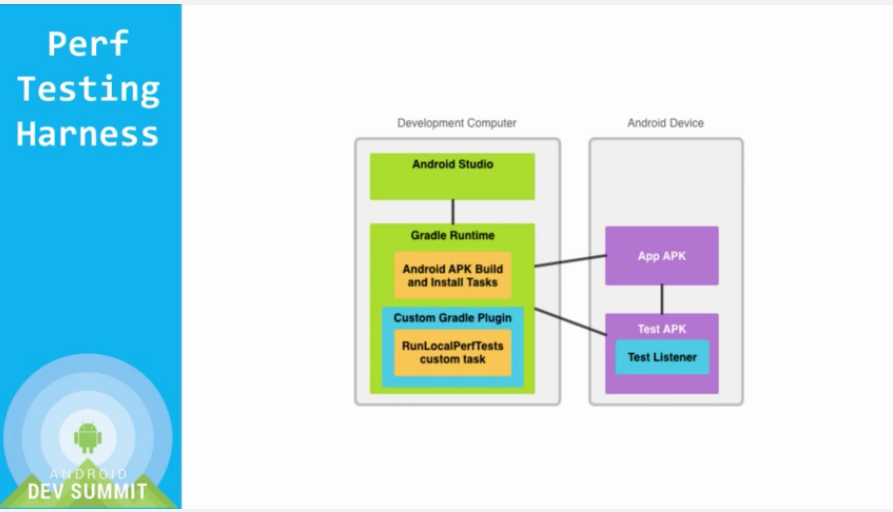 Perf
Testing
Harness
Development Computer
Android Studio
Gradle Runtime
Android APK Build
and Install Tasks
Custom Gradle Plugin
RunLocalPerfTests
custom task
Android Device
App APK
Test APK
Test Listener
ANDROID
DEV SUMMIT